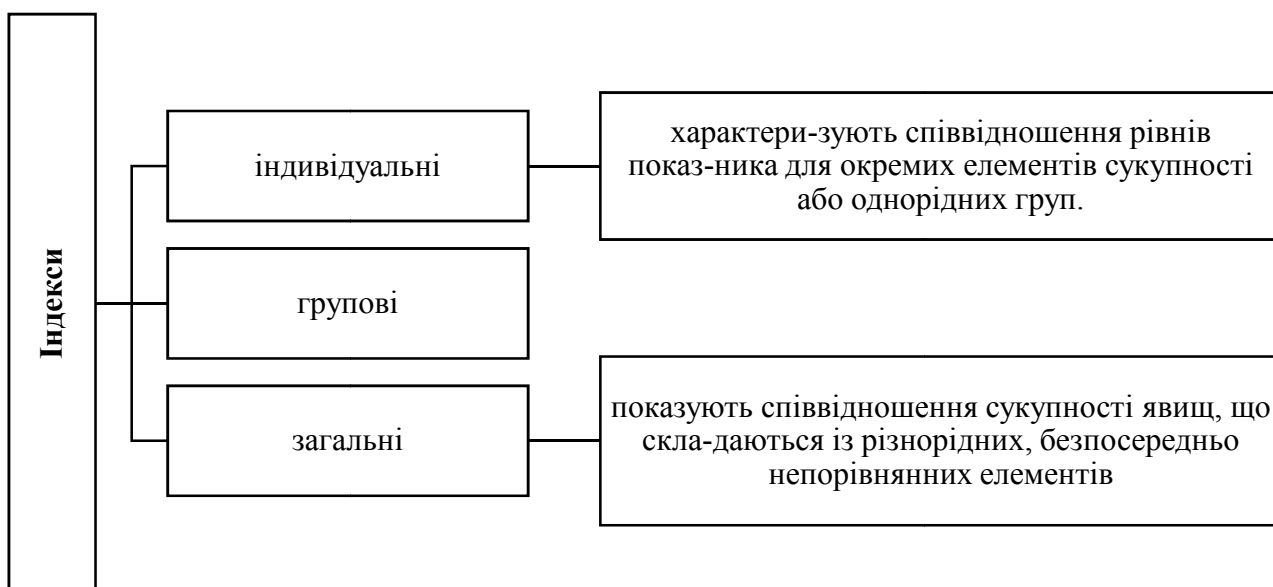 Індекси
індивідуальні
характери-зують співвідношення рівнів
показ-ника для окремих елементів сукупності
або однорідних груп.
групові
загальні
показують співвідношення сукупності явищ, що
скла-даються із різнорідних, безпосередньо
непорівнянних елементів